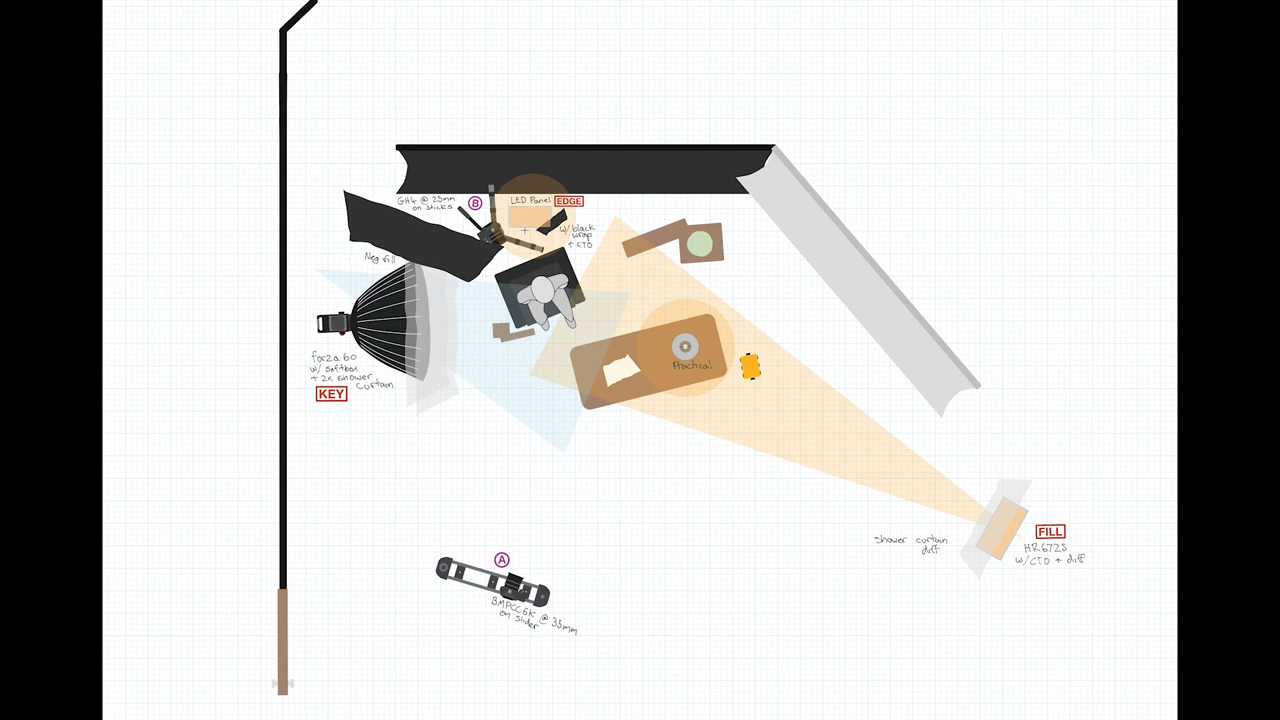 GH4 @ 25mm
on sticks
B
LED Panel
EDGE
w/ black
wrap
+ CTO
Neg fill
forza 60
w/ softbox
+ 2x shower
curtain
KEY
Practical
A
BMPCC6K @ 35mm
on slider
shower curtain
diff
FILL
HR672S
w/ CTO + diff